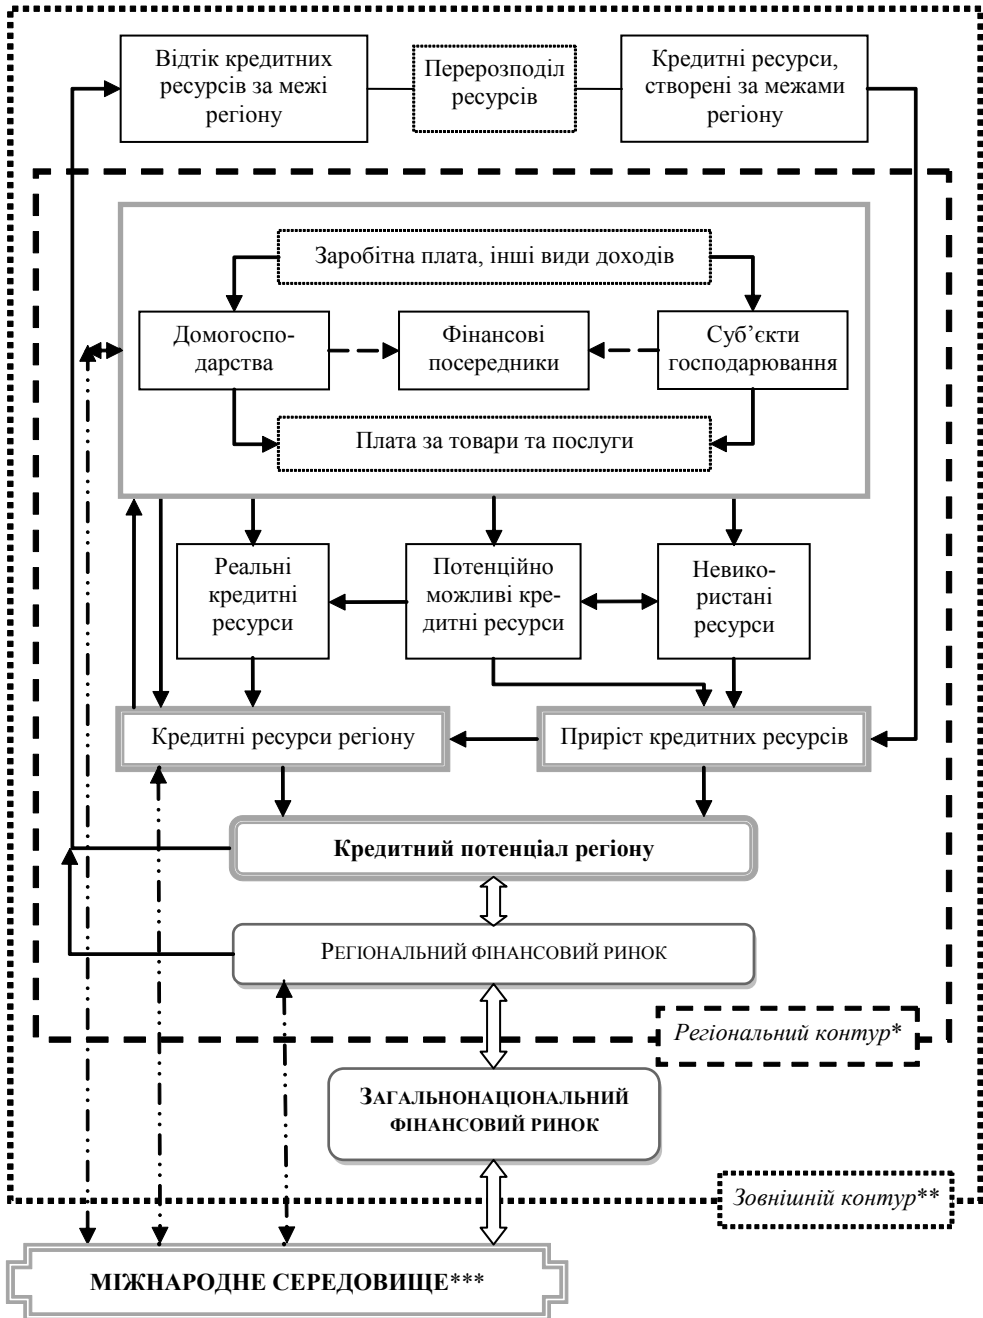 Відтік кредитних
ресурсів за межі
регіону
Перерозподіл
ресурсів
Кредитні ресурси,
створені за межами
регіону
Заробітна плата, інші види доходів
Домогоспо-
дарства
Фінансові
посередники
Суб’єкти
господарювання
Плата за товари та послуги
Реальні
кредитні
ресурси
Потенційно
можливі кре-
дитні ресурси
Невико-
ристані
ресурси
Кредитні ресурси регіону
Приріст кредитних ресурсів
Кредитний потенціал регіону
РЕГІОНАЛЬНИЙ ФІНАНСОВИЙ РИНОК
Регіональний контур*
ЗАГАЛЬНОНАЦІОНАЛЬНИЙ
ФІНАНСОВИЙ РИНОК
Зовнішній контур**
МІЖНАРОДНЕ СЕРЕДОВИЩЕ***